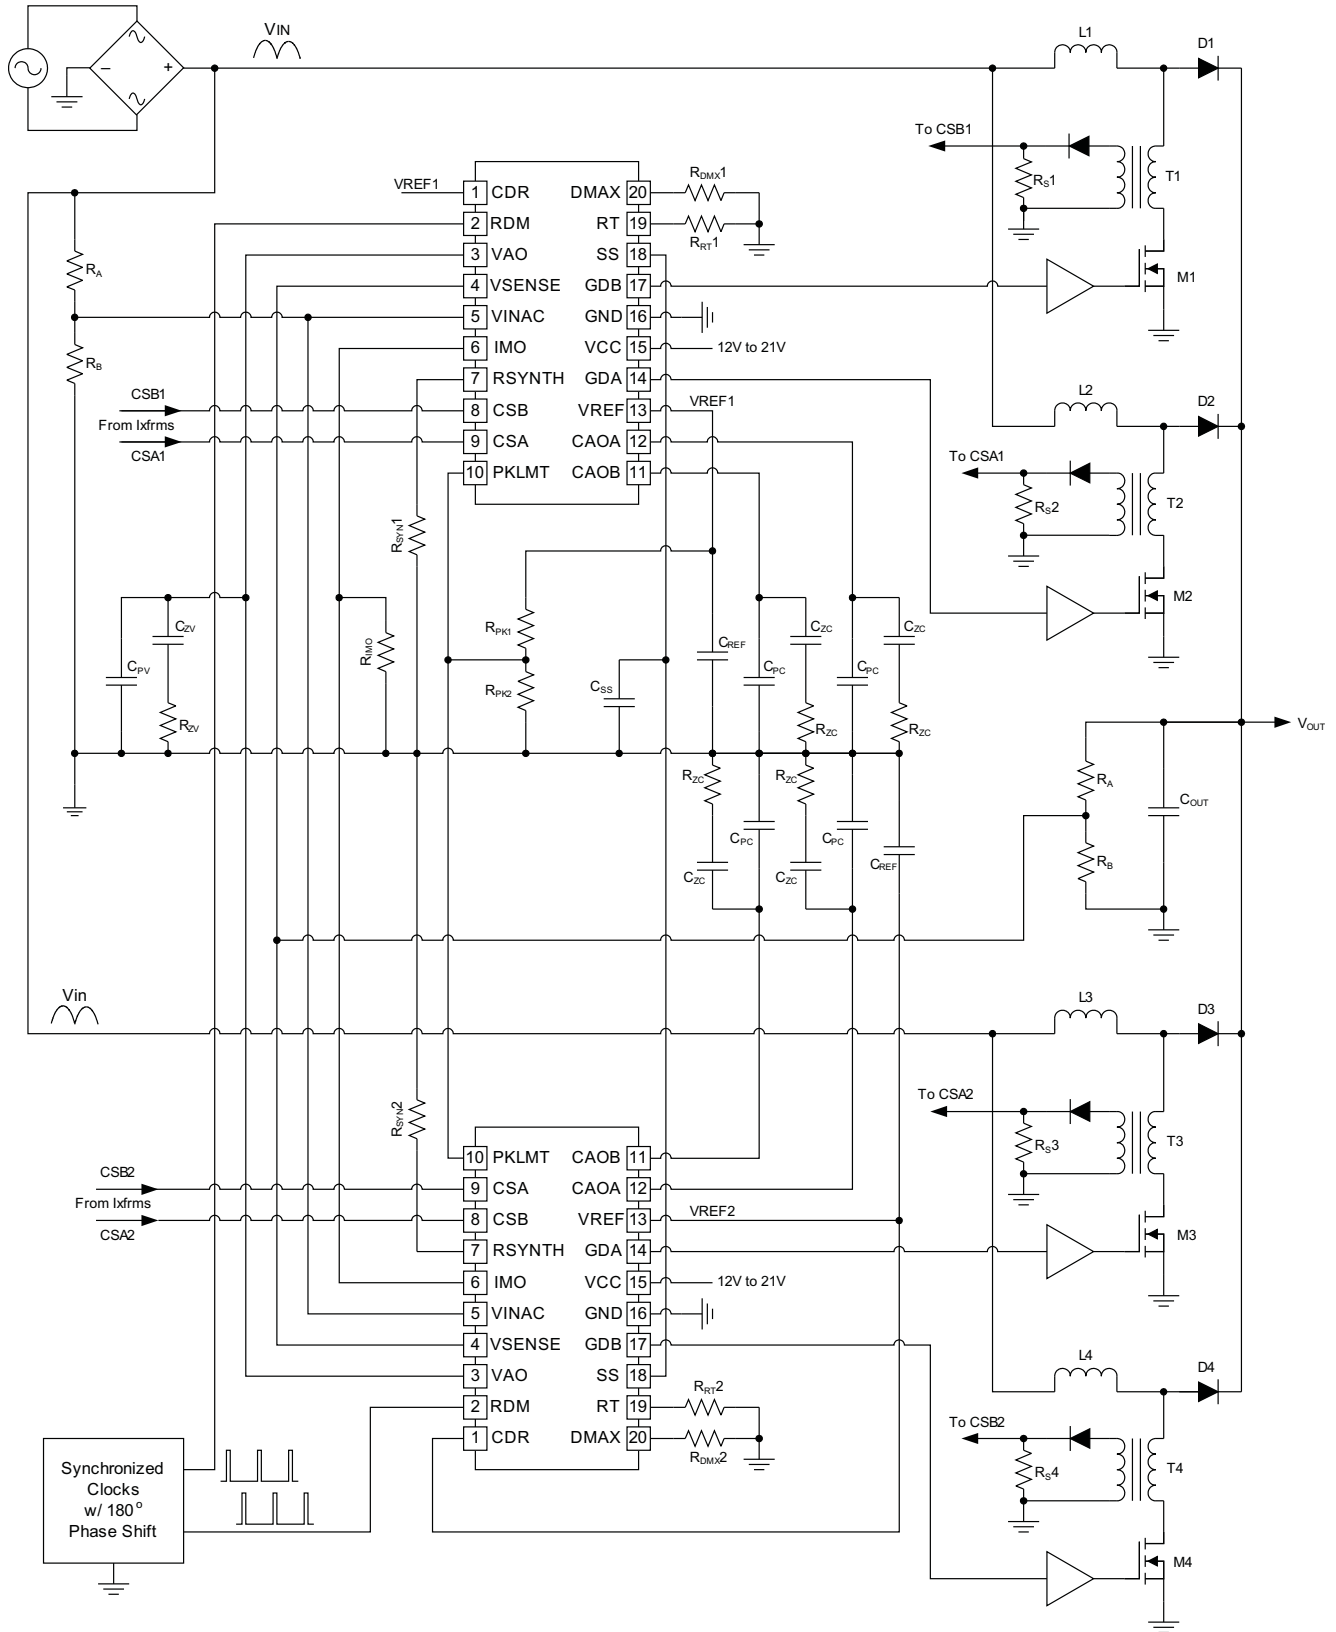 VIN
L1
D1
To CSB1
RS1
T1
M1
VREF1
1 CDR DMAX 20
2 RDM RT 19
3 VAO SS 18
4 VSENSE GDB 17
5 VINAC GND 16
6 IMO VCC 15
7 RSYNTH GDA 14
8 CSB VREF 13
9 CSA CAOA 12
10 PKLMT CAOB 11
RDMX1
RRT1
12V to 21V
VREF1
RA
RB
CSB1
From Ixfrms
CSA1
L2
D2
To CSA1
RS2
T2
M2
RSYN1
CZV
CPV
RZV
RIMO
RPK1
RPK2
CSS
CREF
CPC
CZC
RZC
CPC
CZC
RZC
VOUT
RA
RB
COUT
RZC
CPC
CZC
RZC
CPC
CZC
CREF
Vin
L3
D3
To CSA2
RS3
T3
M3
RSYN2
CSB2
From Ixfrms
CSA2
10 PKLMT CAOB 11
9 CSA CAOA 12
8 CSB VREF 13
7 RSYNTH GDA 14
6 IMO VCC 15
5 VINAC GND 16
4 VSENSE GDB 17
3 VAO SS 18
2 RDM RT 19
1 CDR DMAX 20
VREF2
12V to 21V
RRT2
RDMX2
L4
D4
To CSB2
RS4
T4
M4
Synchronized
Clocks
w/ 180o
Phase Shift